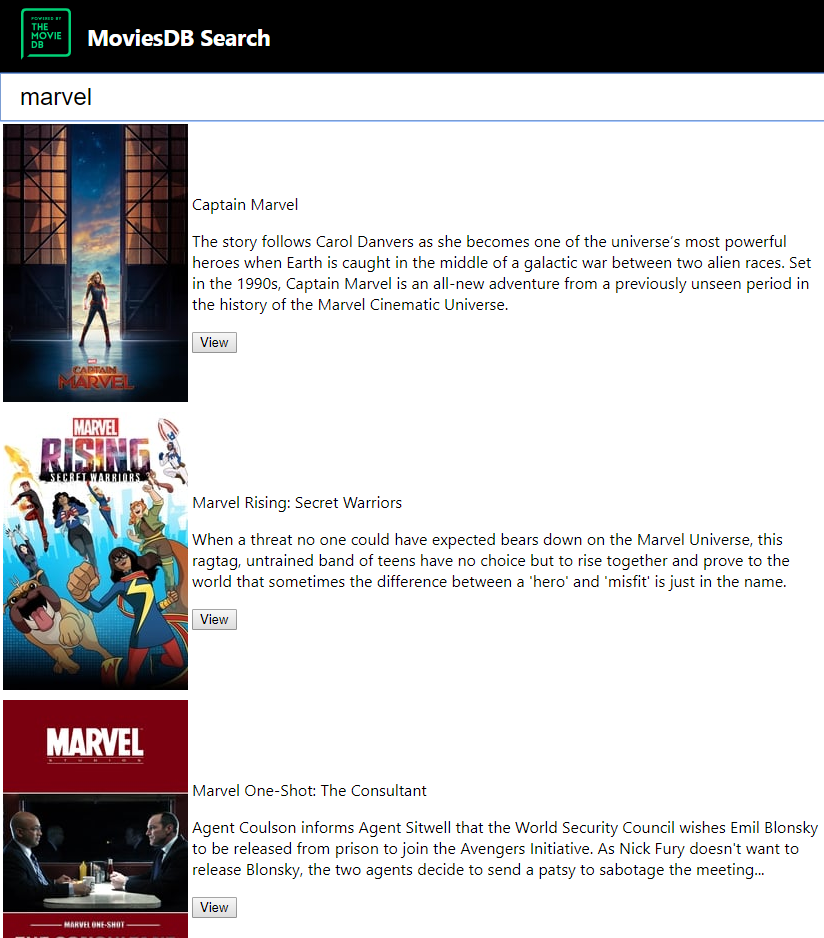 POWERED BY
THE
MOVIE
DB
MoviesDB Search
marvel
MARVEL
CAPTAIN
MARVEL
Captain Marvel
The story follows Carol Danvers as she becomes one of the universe’s most powerful
heroes when Earth is caught in the middle of a galactic war between two alien races. Set
in the 1990s, Captain Marvel is an all-new adventure from a previously unseen period in
the history of the Marvel Cinematic Universe.
View
MARVEL
RISING
SECRET WARRIORS
Marvel Rising: Secret Warriors
When a threat no one could have expected bears down on the Marvel Universe, this
ragtag, untrained band of teens have no choice but to rise together and prove to the
world that sometimes the difference between a 'hero' and 'misfit' is just in the name.
View
MARVEL
STUDIOS
MARVEL ONE-SHOT
THE CONSULTANT
Marvel One-Shot: The Consultant
Agent Coulson informs Agent Sitwell that the World Security Council wishes Emil Blonsky
to be released from prison to join the Avengers Initiative. As Nick Fury doesn't want to
release Blonsky, the two agents decide to send a patsy to sabotage the meeting...
View